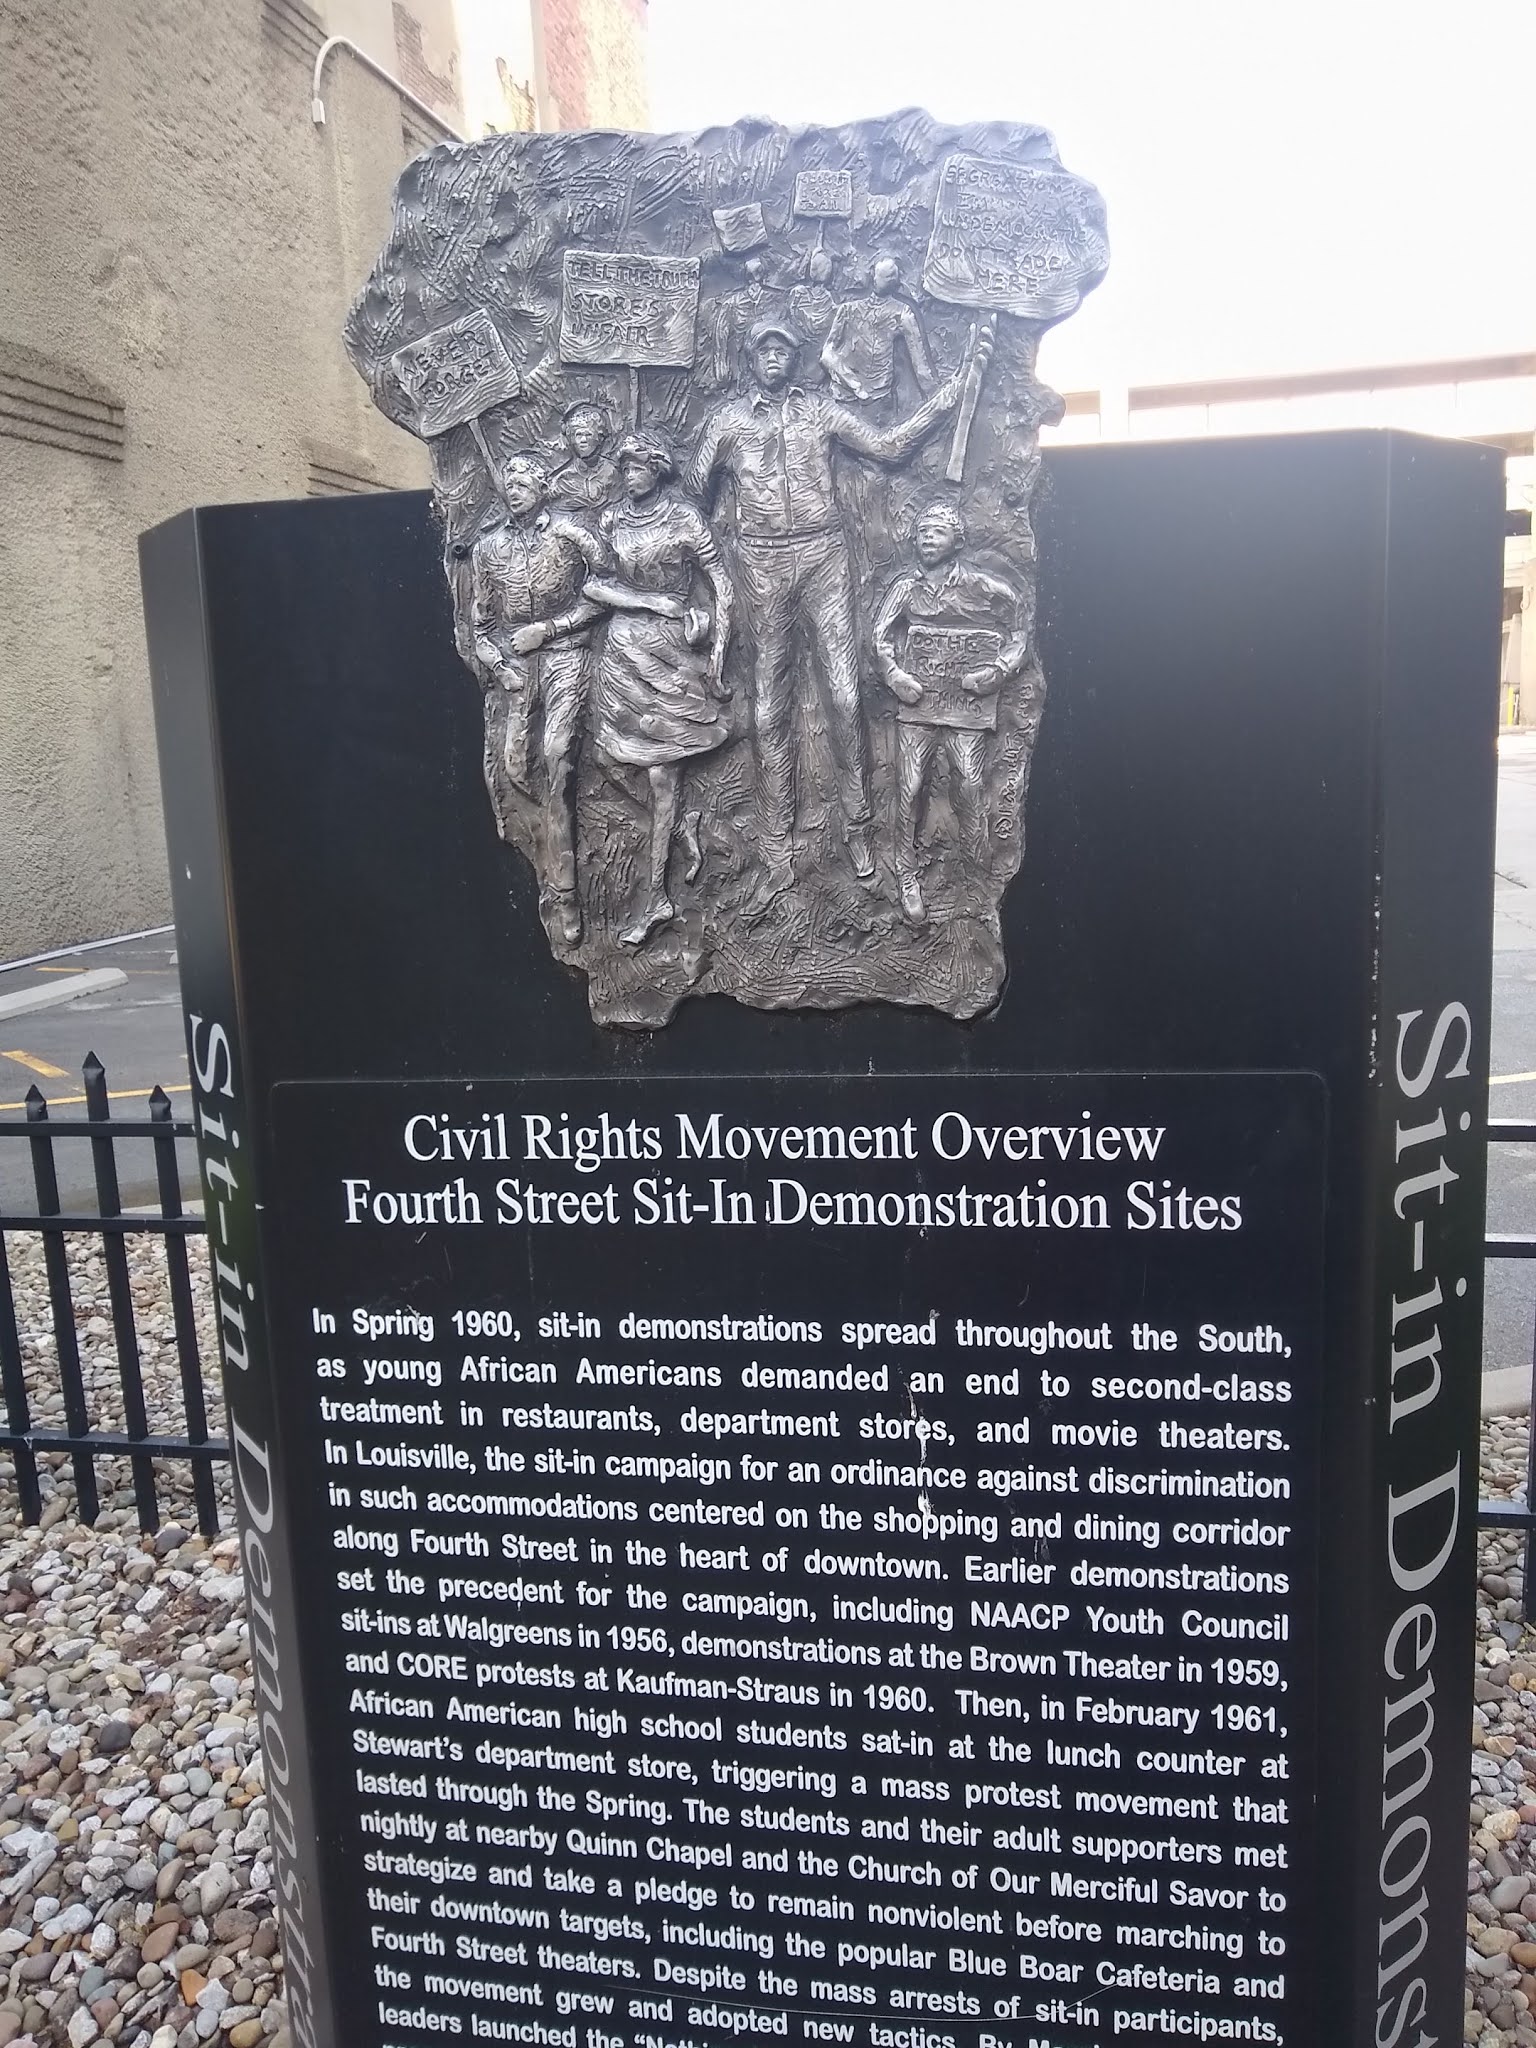 NEVER
FORGET
TELL THE TRUTH
STORES
UNFAIR
SEGREGATION IS
IMMORAL
UNDEMOCRATIC
DON'T TRADE
HERE
DO THE
RIGHT
THING
Civil Rights Movement Overview
Fourth Street Sit-In Demonstration Sites
In Spring 1960, sit-in demonstrations spread throughout the South,
as young African Americans demanded an end to second-class
treatment in restaurants, department stores, and movie theaters.
In Louisville, the sit-in campaign for an ordinance against discrimination
in such accommodations centered on the shopping and dining corridor
along Fourth Street in the heart of downtown. Earlier demonstrations
set the precedent for the campaign, including NAACP Youth Council
sit-ins at Walgreens in 1956, demonstrations at the Brown Theater in 1959,
and CORE protests at Kaufman-Straus in 1960. Then, in February 1961,
African American high school students sat-in at the lunch counter at
Stewart's department store, triggering a mass protest movement that
lasted through the Spring. The students and their adult supporters met
nightly at nearby Quinn Chapel and the Church of Our Merciful Savor to
strategize and take a pledge to remain nonviolent before marching to
their downtown targets, including the popular Blue Boar Cafeteria and
Fourth Street theaters. Despite the mass arrests of sit-in participants,
the movement grew and adopted new tactics. By
leaders launched the
Sit-in Demonstra
Sit-in Demonst